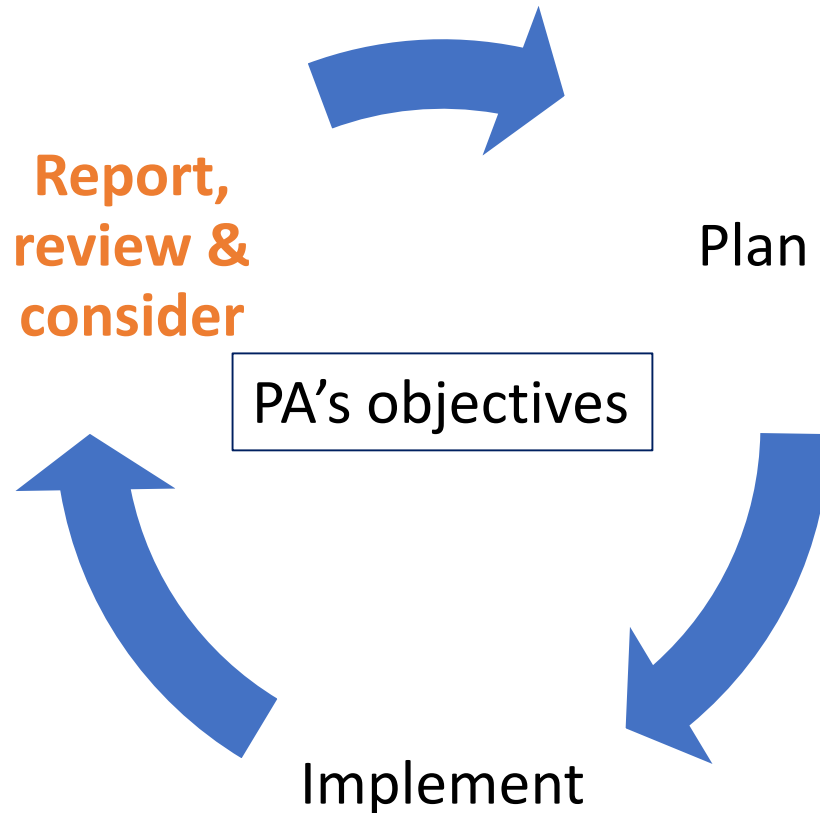 Report,
review &
consider
Plan
PA’s objectives
Implement